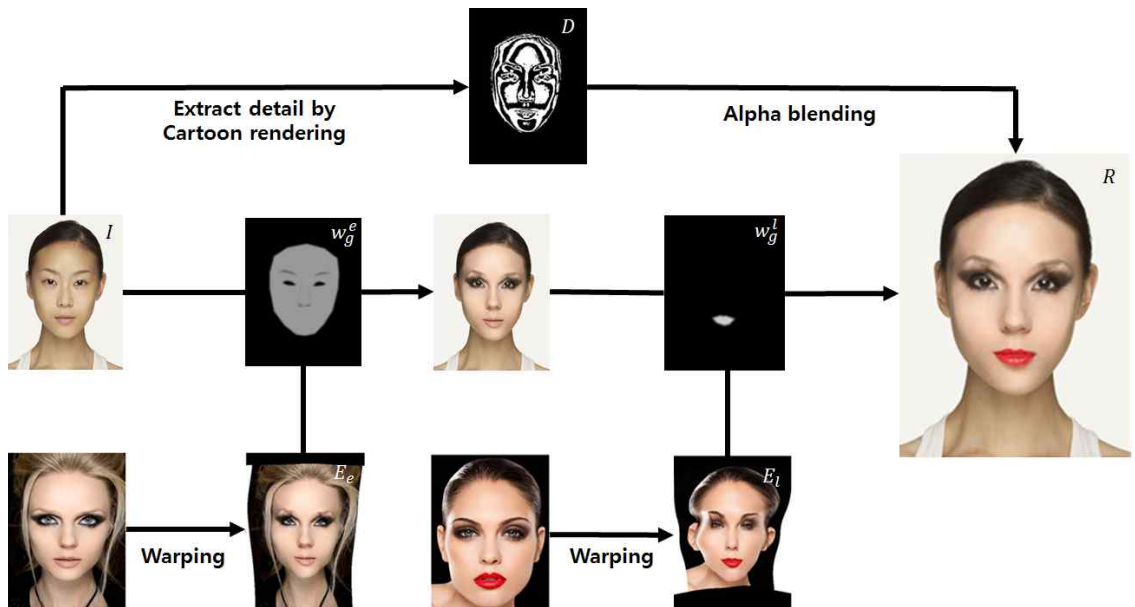 D
Extract detail by
Cartoon rendering
Alpha blending
R
I
w_g^e
w_g^l
E_e
E_l
Warping
Warping